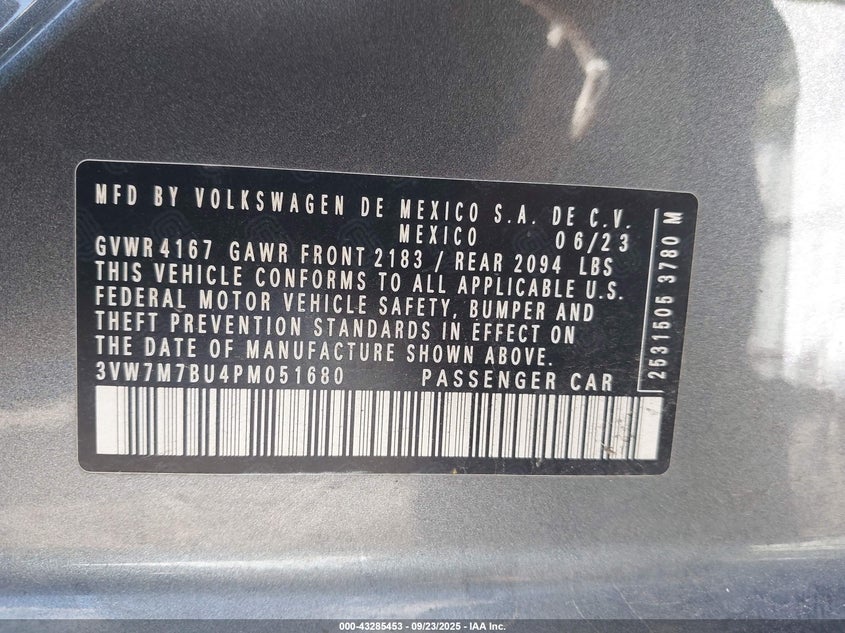 MFD BY VOLKSWAGEN DE MEXICO S.A. DE C.V.
MEXICO 06/23
GVWR 4167 GAWR FRONT 2183 / REAR 2094 LBS
THIS VEHICLE CONFORMS TO ALL APPLICABLE U.S.
FEDERAL MOTOR VEHICLE SAFETY, BUMPER AND
THEFT PREVENTION STANDARDS IN EFFECT ON
THE DATE OF MANUFACTURE SHOWN ABOVE.
3VW7M7BU4PM051680 PASSENGER CAR
2531505 3780 M
000-43285453 - 09/23/2025 - IAA Inc.